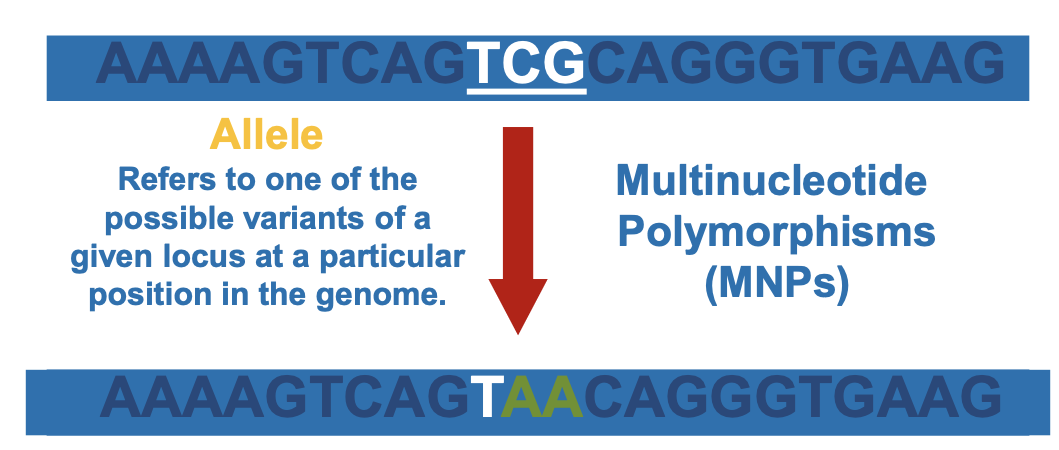 AAAAGTCAGTCGCAGGGTGAAG
Allele
Refers to one of the
possible variants of a
given locus at a particular
position in the genome.
Multinucleotide
Polymorphisms
(MNPs)
AAAAGTCAGTAACAGGGTGAAG